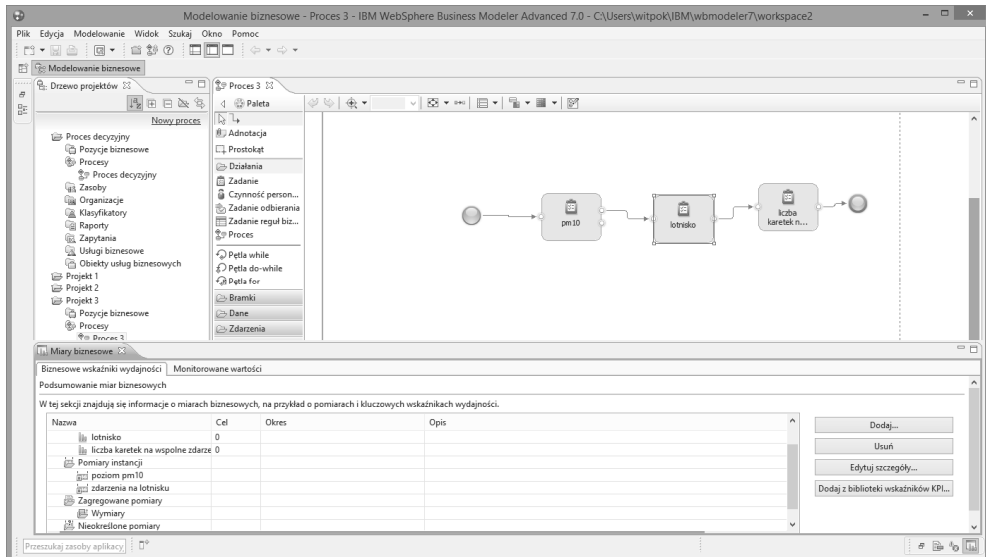 Modelowanie biznesowe - Proces 3 - IBM WebSphere Business Modeler Advanced 7.0 - C:\Users\witpok\IBM\wbmodeler7\workspace2
Plik Edycja Modelowanie Widok Szukaj Okno Pomoc
Modelowanie biznesowe
Drzewo projektów
Nowy proces
Proces decyzyjny
Pozycje biznesowe
Procesy
Proces decyzyjny
Zasoby
Organizacje
Klasyfikatory
Raporty
Zapytania
Usługi biznesowe
Obiekty usług biznesowych
Projekt 1
Projekt 2
Projekt 3
Pozycje biznesowe
Procesy
Proces 3
Proces 3
Paleta
Adnotacja
Prostokąt
Działania
Zadanie
Czynność person...
Zadanie odbierania
Zadanie reguł biz...
Proces
Pętla while
Pętla do-while
Pętla for
Bramki
Dane
Zdarzenia
pm10
lotnisko
liczba
karetek n...
Miary biznesowe
Biznesowe wskaźniki wydajności Monitorowane wartości
Podsumowanie miar biznesowych
W tej sekcji znajdują się informacje o miarach biznesowych, na przykład o pomiarach i kluczowych wskaźnikach wydajności.
Nazwa Cel Okres Opis
lotnisko 0
liczba karetek na wspolne zdarze 0
Pomiary instancji
poziom pm10
zdarzenia na lotnisku
Zagregowane pomiary
Wymiary
Nieokreślone pomiary
Dodaj...
Usuń
Edytuj szczegóły...
Dodaj z biblioteki wskaźników KPI...
Przeszukaj zasoby aplikacy